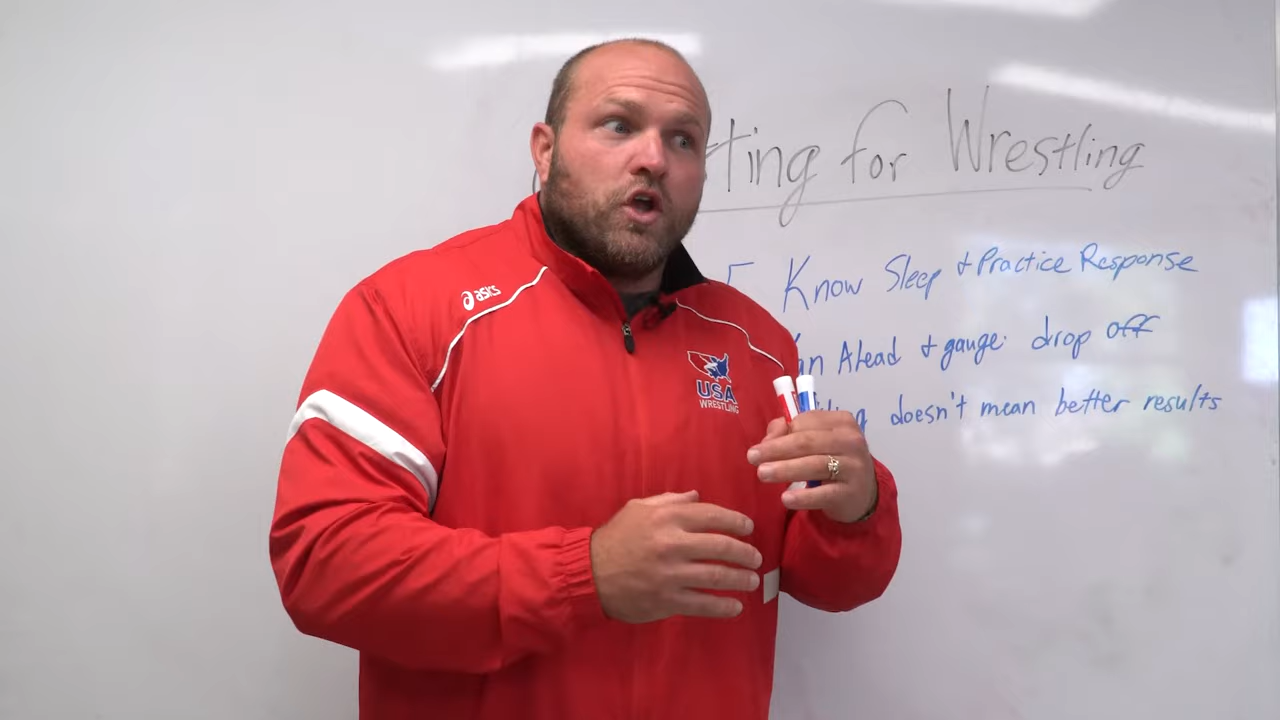 ting for Wrestling
Know Sleep + Practice Response
an Ahead + gauge drop off
doesn't mean better results
asics
USA
WRESTLING